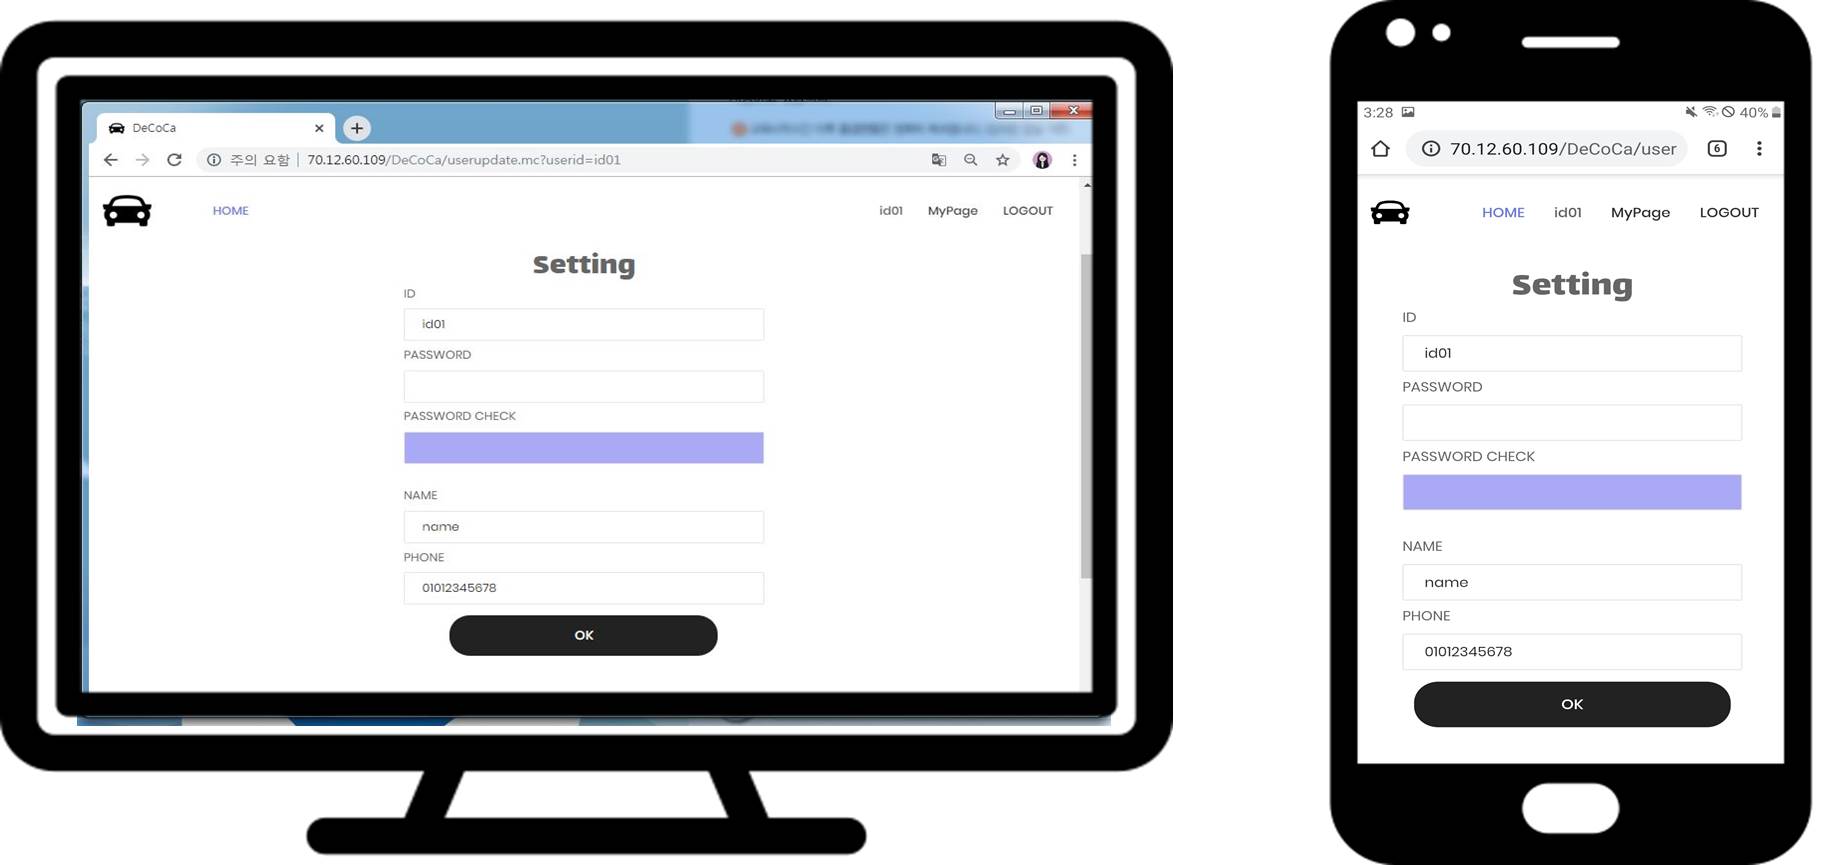 DeCoCa
주의 요함 | 70.12.60.109/DeCoCa/userupdate.mc?userid=id01
HOME id01 MyPage LOGOUT
Setting
ID
id01
PASSWORD
PASSWORD CHECK
NAME
name
PHONE
01012345678
OK
3:28 40%
70.12.60.109/DeCoCa/user 6
HOME id01 MyPage LOGOUT
Setting
ID
id01
PASSWORD
PASSWORD CHECK
NAME
name
PHONE
01012345678
OK